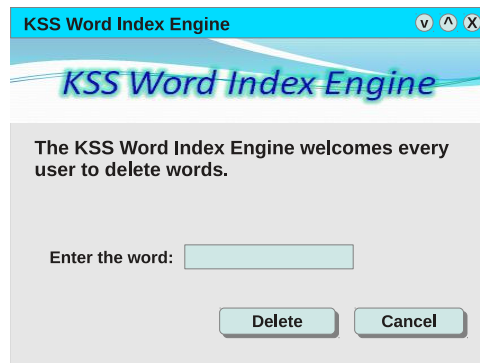 KSS Word Index Engine
v ^ X
KSS Word Index Engine
The KSS Word Index Engine welcomes every
user to delete words.
Enter the word:
Delete Cancel